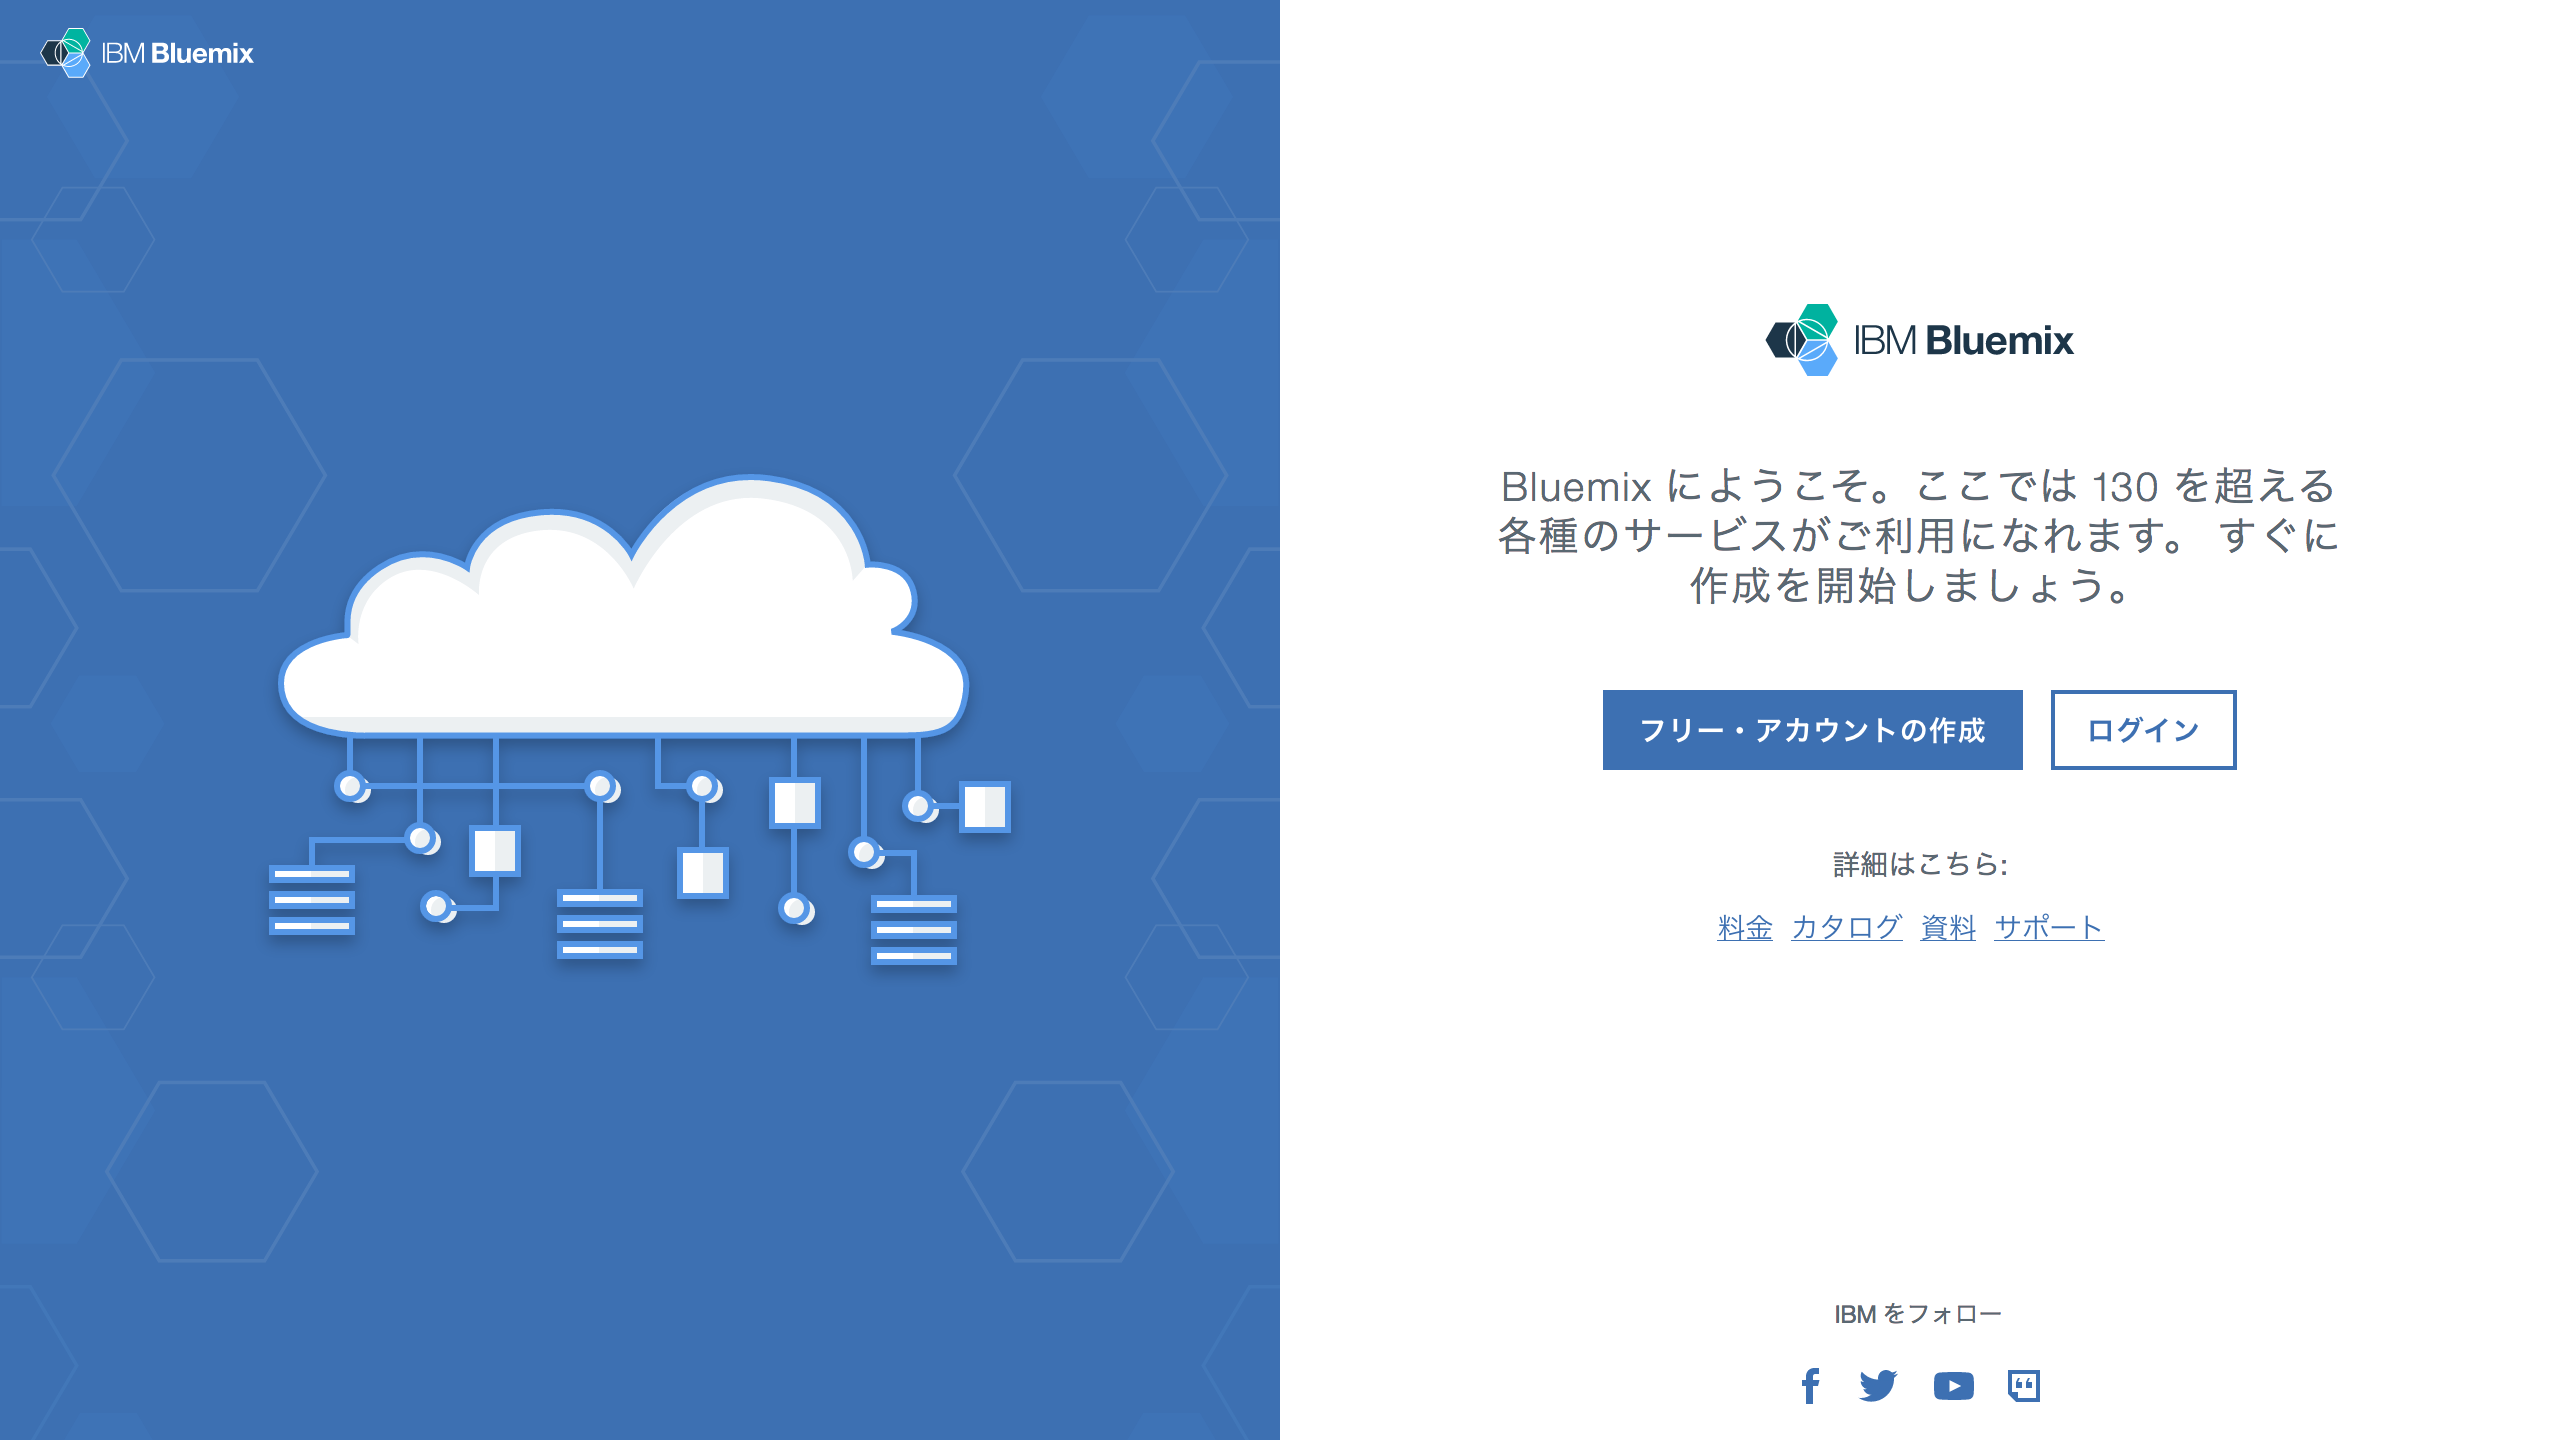 IBM Bluemix
IBM Bluemix
Bluemix にようこそ。ここでは 130 を超える
各種のサービスがご利用になれます。 すぐに
作成を開始しましょう。
フリー・アカウントの作成
ログイン
詳細はこちら:
料金 カタログ 資料 サポート
IBM をフォロー